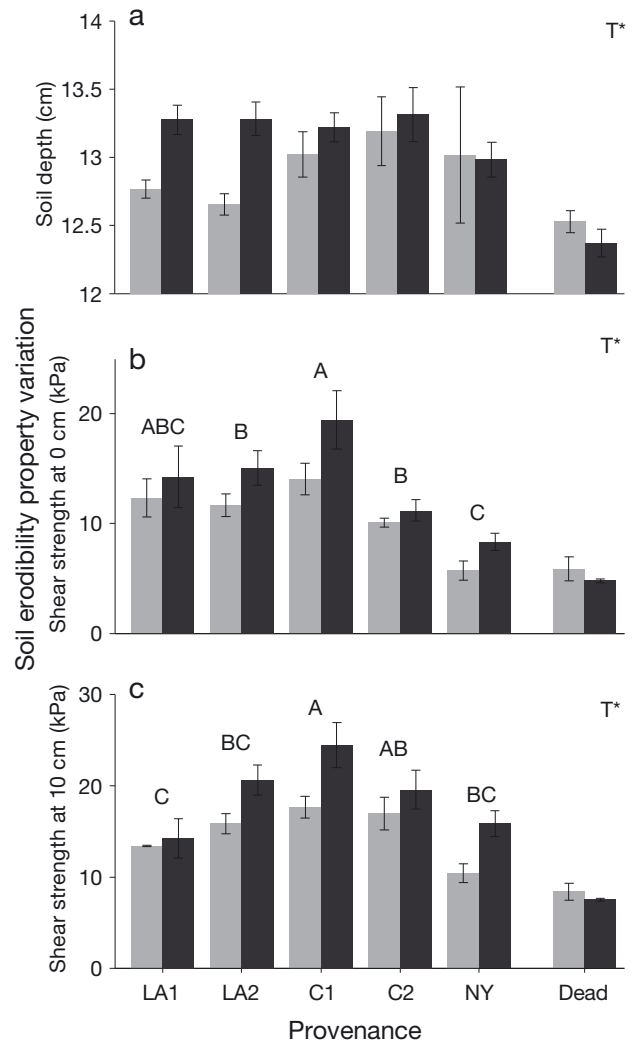 a
T*
14
13.5
13
12.5
12
Soil depth (cm)
b
T*
20
10
0
Shear strength at 0 cm (kPa)
ABC
B
A
B
C
Soil erodibility property variation
c
T*
30
20
10
0
Shear strength at 10 cm (kPa)
C
BC
A
AB
BC
LA1 LA2 C1 C2 NY Dead
Provenance